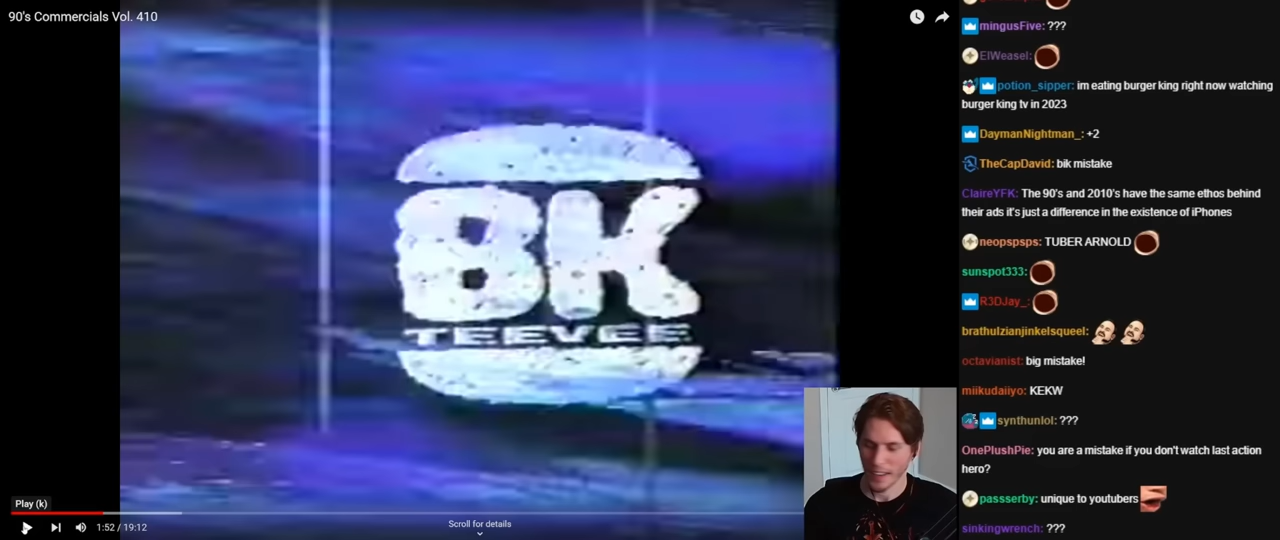 90's Commercials Vol. 410
BK
TEEVEE
Play (k)
1:52 / 19:12
Scroll for details
mingusFive: ???
ElWeasel:
potion_sipper: im eating burger king right now watching
burger king tv in 2023
DaymanNightman_: +2
TheCapDavid: bik mistake
ClaireYFK: The 90's and 2010's have the same ethos behind
their ads it's just a difference in the existence of iPhones
neopspsps: TUBER ARNOLD
sunspot333:
R3DJay_:
brathulzianjinkelsqueel:
octavianist: big mistake!
miikudaiiyo: KEKW
synthunlol: ???
OnePlushPie: you are a mistake if you don't watch last action
hero?
passserby: unique to youtubers
sinkingwrench: ???